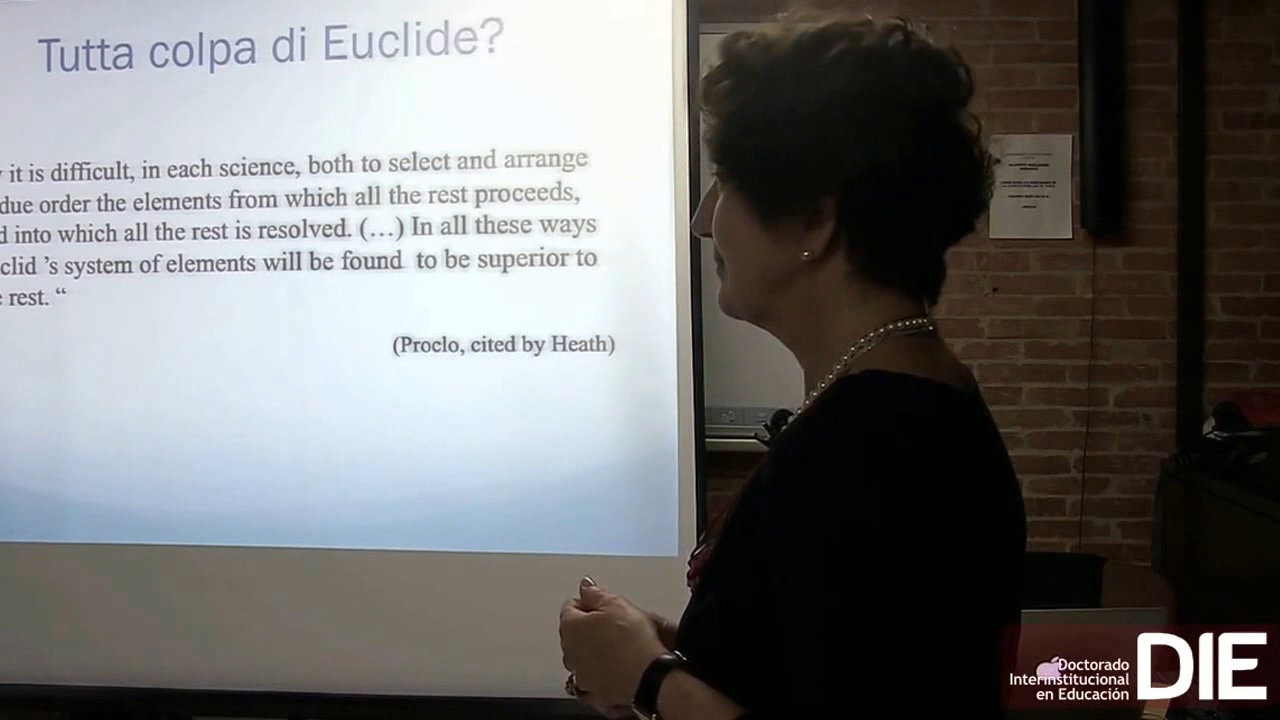 Tutta colpa di Euclide?
it is difficult, in each science, both to select and arrange
due order the elements from which all the rest proceeds,
into which all the rest is resolved. (…) In all these ways
clid 's system of elements will be found to be superior to
rest. “
(Proclo, cited by Heath)
Doctorado
Interinstitucional
en Educación
DIE